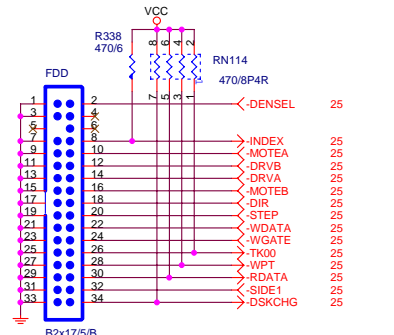 VCC
R338
470/6
8 6 4 2
RN114
470/8P4R
7 5 3 1
FDD
1 2 -DENSEL 25
3 4
5 6
7 8 -INDEX 25
9 10 -MOTEA 25
11 12 -DRVB 25
13 14 -DRVA 25
15 16 -MOTEB 25
17 18 -DIR 25
19 20 -STEP 25
21 22 -WDATA 25
23 24 -WGATE 25
25 26 -TK00 25
27 28 -WPT 25
29 30 -RDATA 25
31 32 -SIDE1 25
33 34 -DSKCHG 25
B2x17/5/B